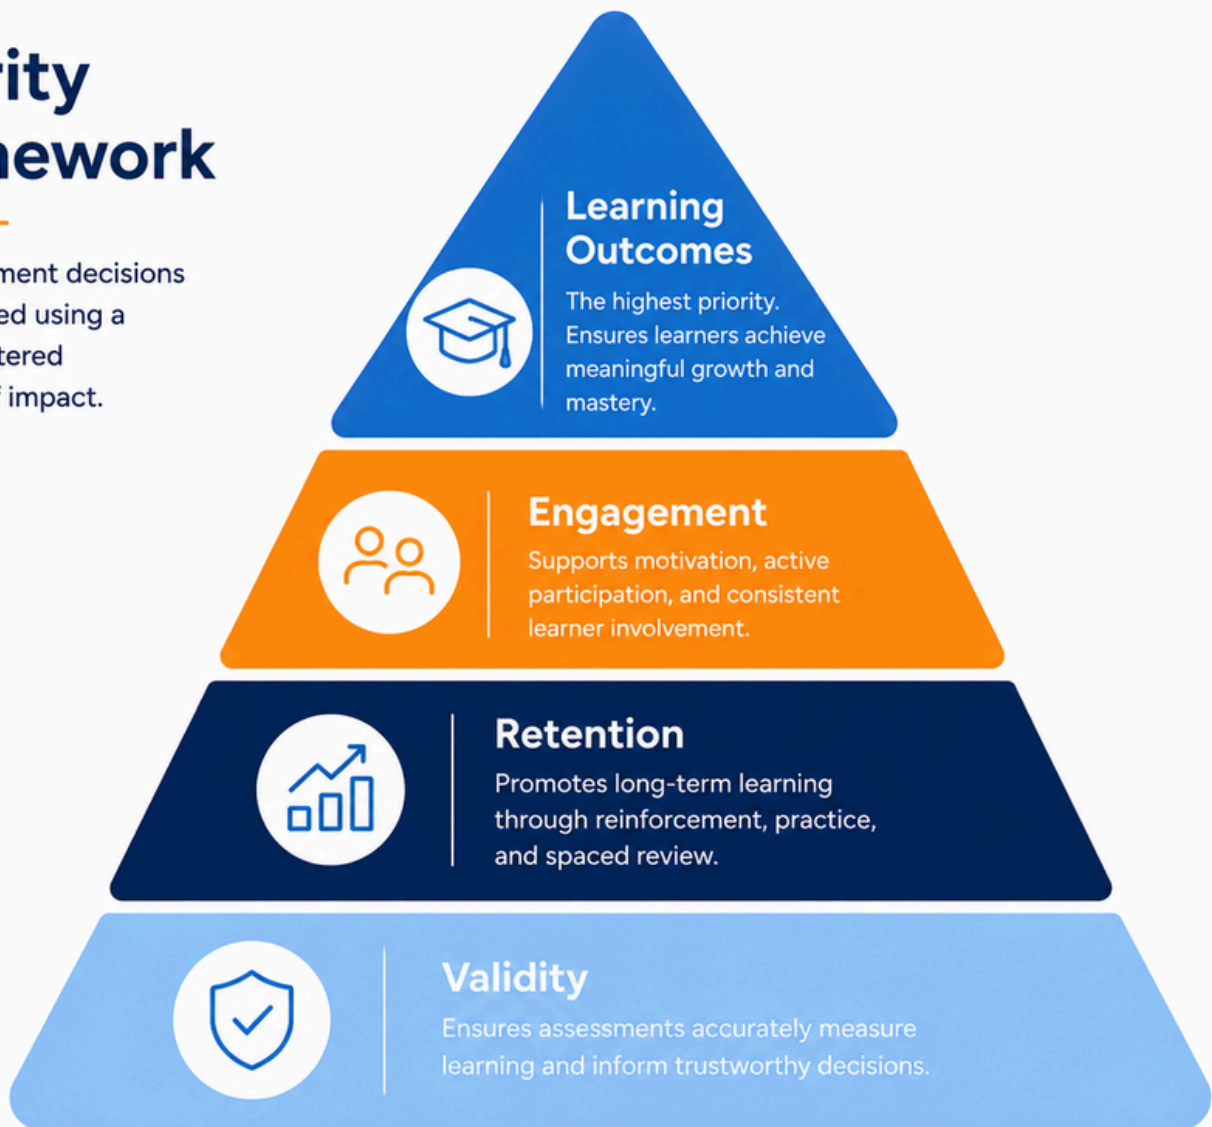 rity
nework
ment decisions
ed using a
tered
f impact.
Learning
Outcomes
The highest priority.
Ensures learners achieve
meaningful growth and
mastery.
Engagement
Supports motivation, active
participation, and consistent
learner involvement.
Retention
Promotes long-term learning
through reinforcement, practice,
and spaced review.
Validity
Ensures assessments accurately measure
learning and inform trustworthy decisions.